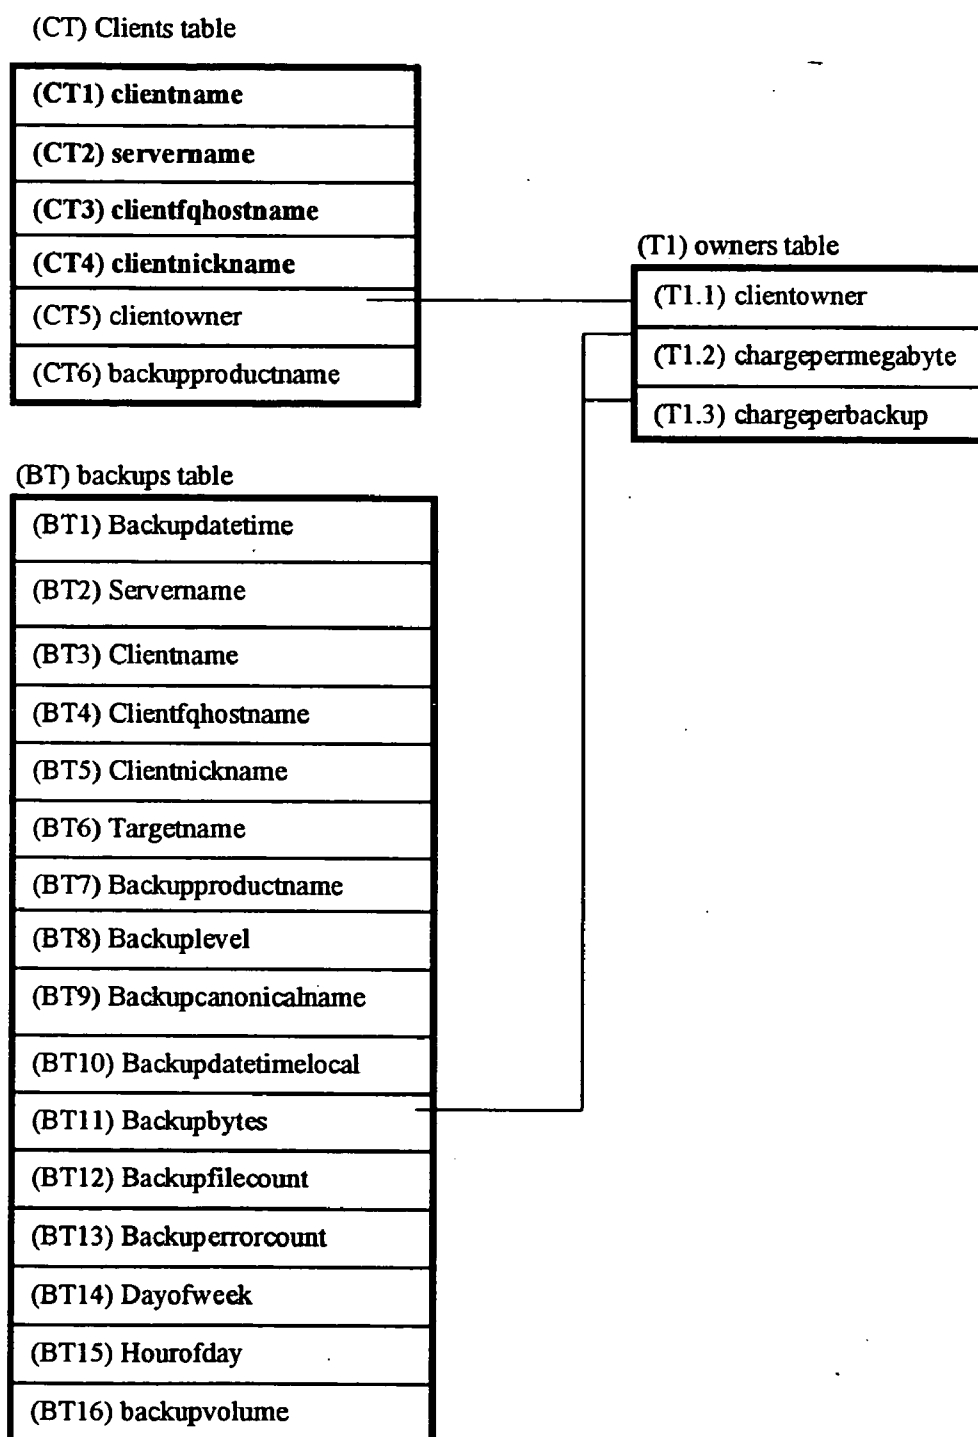 (CT) Clients table
(CT1) clientname
(CT2) servername
(CT3) clientfqhostname
(CT4) clientnickname
(CT5) clientowner
(CT6) backupproductname
(T1) owners table
(T1.1) clientowner
(T1.2) chargepermegabyte
(T1.3) chargeperbackup
(BT) backups table
(BT1) Backupdatetime
(BT2) Servername
(BT3) Clientname
(BT4) Clientfqhostname
(BT5) Clientnickname
(BT6) Targetname
(BT7) Backupproductname
(BT8) Backuplevel
(BT9) Backupcanonicalname
(BT10) Backupdatetimelocal
(BT11) Backupbytes
(BT12) Backupfilecount
(BT13) Backuperrorcount
(BT14) Dayofweek
(BT15) Hourofday
(BT16) backupvolume